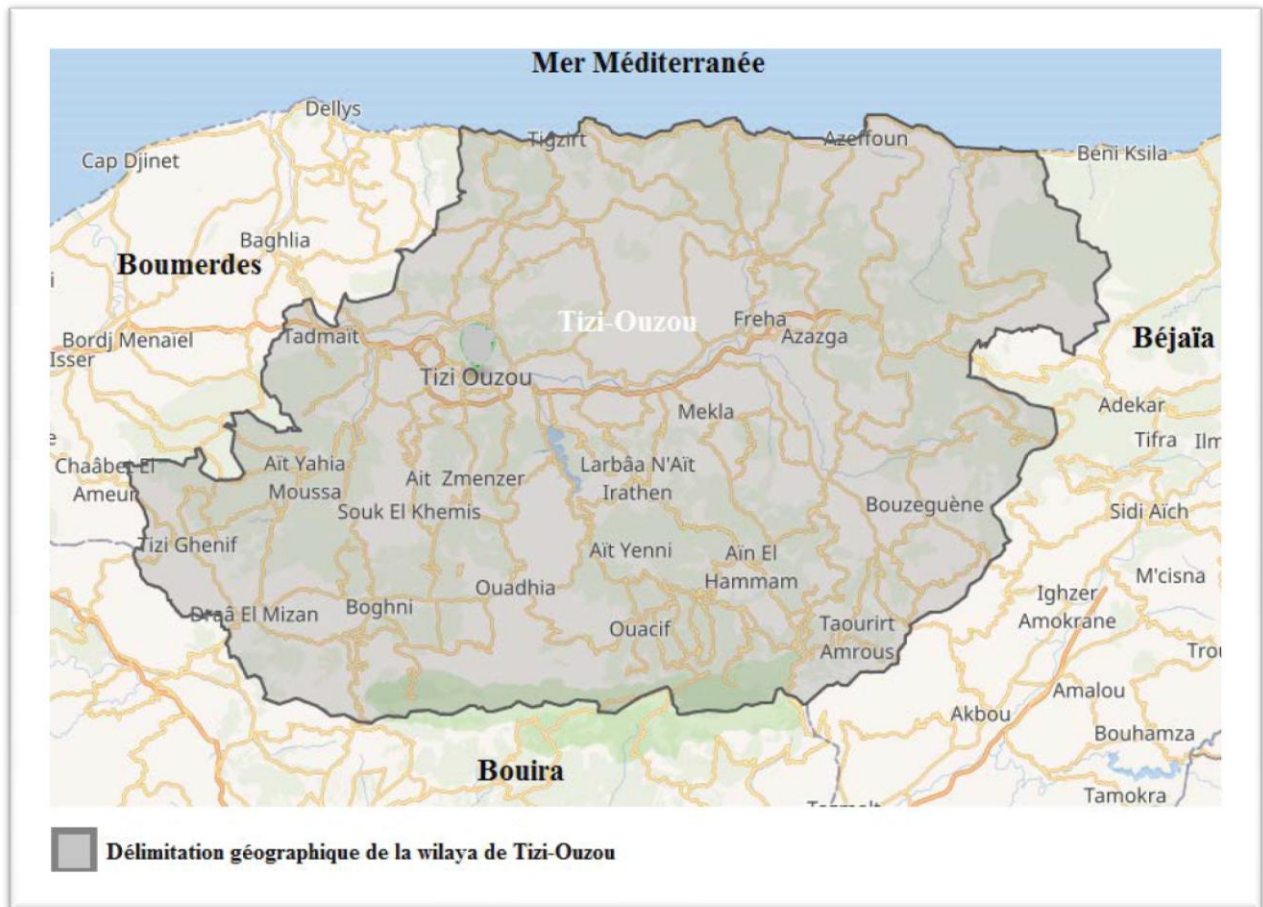 Mer Méditerranée
Dellys
Tigzirt
Azeffoun
Cap Djinet
Beni Ksila
Baghlia
Boumerdes
Tizi-Ouzou
Freha
Tadmaït
Azazga
Bordj Menaïel
Béjaïa
Isser
Tizi Ouzou
Adekar
Mekla
Tifra
Chaâbet El
Ameur
Aït Yahia
Moussa
Ait Zmenzer
Larbâa N'Aït
Irathen
Souk El Khemis
Bouzeguène
Sidi Aïch
Tizi Ghenif
Aït Yenni
Aïn El
Hammam
M'cisna
Ouadhia
Ighzer
Amokrane
Draâ El Mizan
Boghni
Ouacif
Taourirt
Amrous
Amalou
Akbou
Bouhamza
Bouira
Tamokra
Délimitation géographique de la wilaya de Tizi-Ouzou